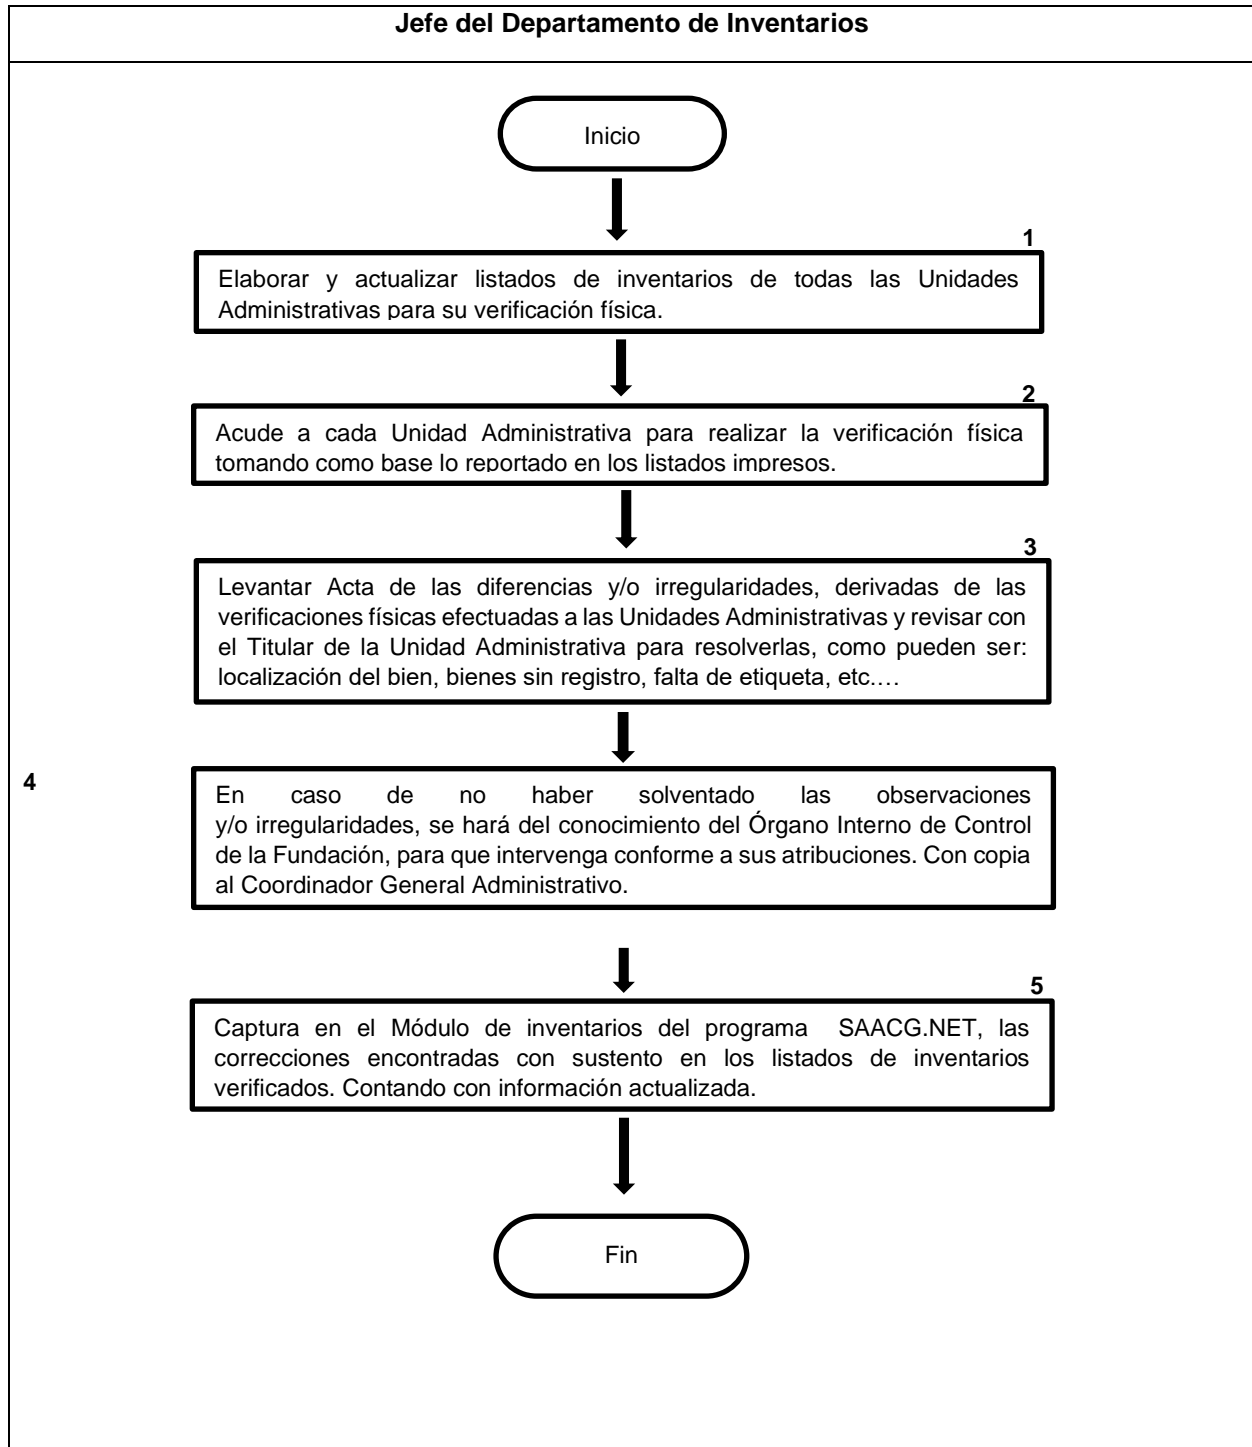 Jefe del Departamento de Inventarios
Inicio
1
Elaborar y actualizar listados de inventarios de todas las Unidades
Administrativas para su verificación física.
2
Acude a cada Unidad Administrativa para realizar la verificación física
tomando como base lo reportado en los listados impresos.
3
Levantar Acta de las diferencias y/o irregularidades, derivadas de las
verificaciones físicas efectuadas a las Unidades Administrativas y revisar con
el Titular de la Unidad Administrativa para resolverlas, como pueden ser:
localización del bien, bienes sin registro, falta de etiqueta, etc.…
4
En caso de no haber solventado las observaciones
y/o irregularidades, se hará del conocimiento del Órgano Interno de Control
de la Fundación, para que intervenga conforme a sus atribuciones. Con copia
al Coordinador General Administrativo.
5
Captura en el Módulo de inventarios del programa SAACG.NET, las
correcciones encontradas con sustento en los listados de inventarios
verificados. Contando con información actualizada.
Fin